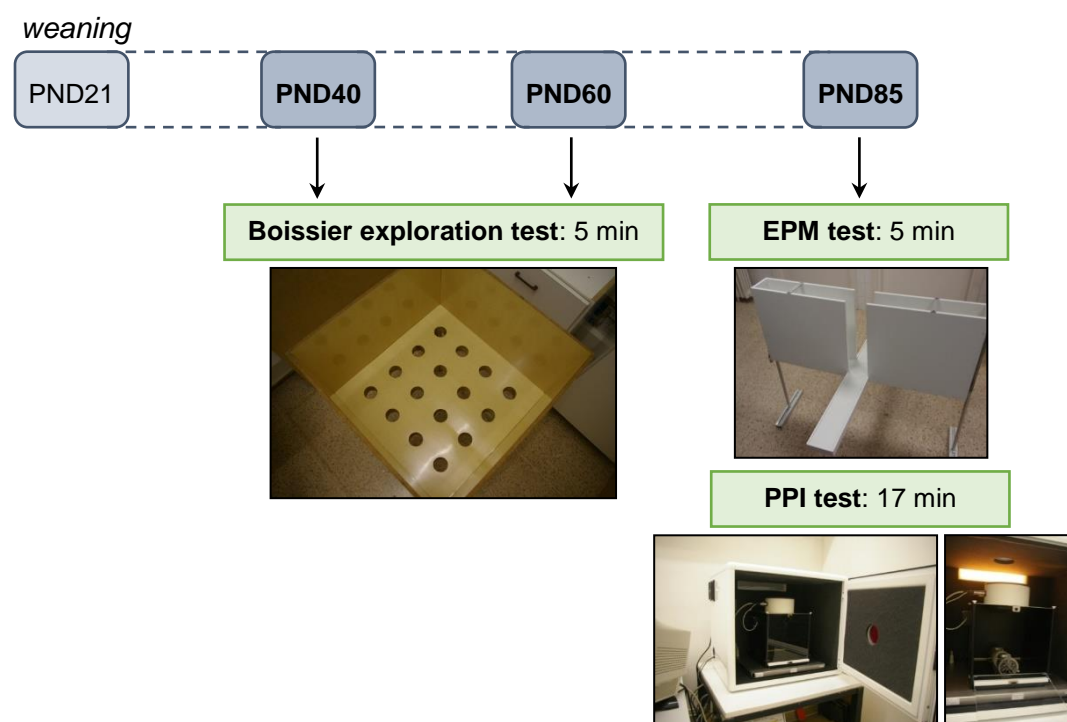 weaning
PND21
PND40
PND60
PND85
Boissier exploration test: 5 min
EPM test: 5 min
PPI test: 17 min